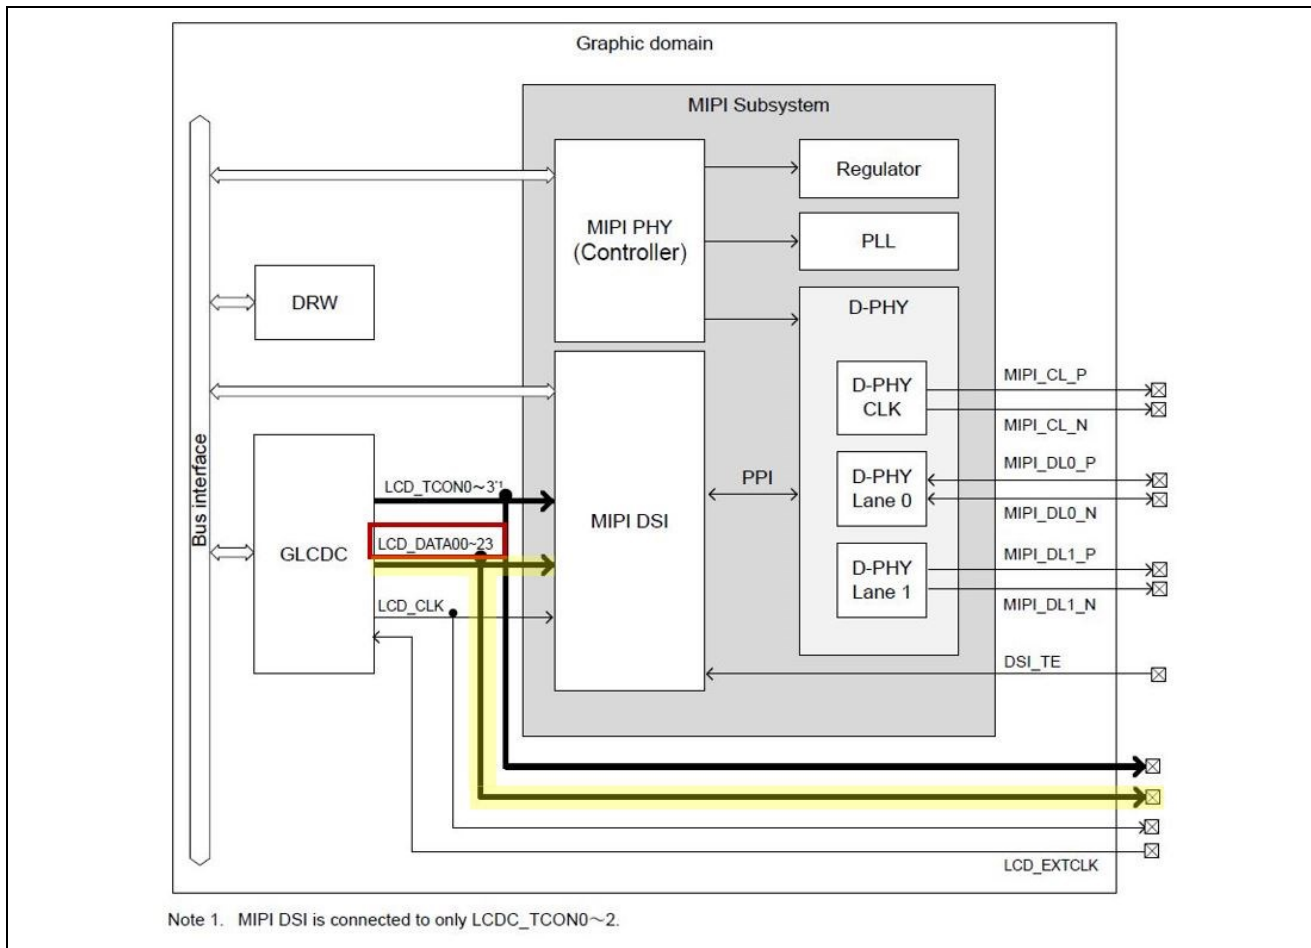 Graphic domain
MIPI Subsystem
MIPI PHY
(Controller)
Regulator
PLL
DRW
D-PHY
D-PHY
CLK
MIPI_CL_P
MIPI_CL_N
Bus interface
GLCDC
LCD_TCON0~3*1
LCD_DATA00~23
LCD_CLK
MIPI DSI
PPI
D-PHY
Lane 0
MIPI_DL0_P
MIPI_DL0_N
D-PHY
Lane 1
MIPI_DL1_P
MIPI_DL1_N
DSI_TE
LCD_EXTCLK
Note 1. MIPI DSI is connected to only LCDC_TCON0~2.